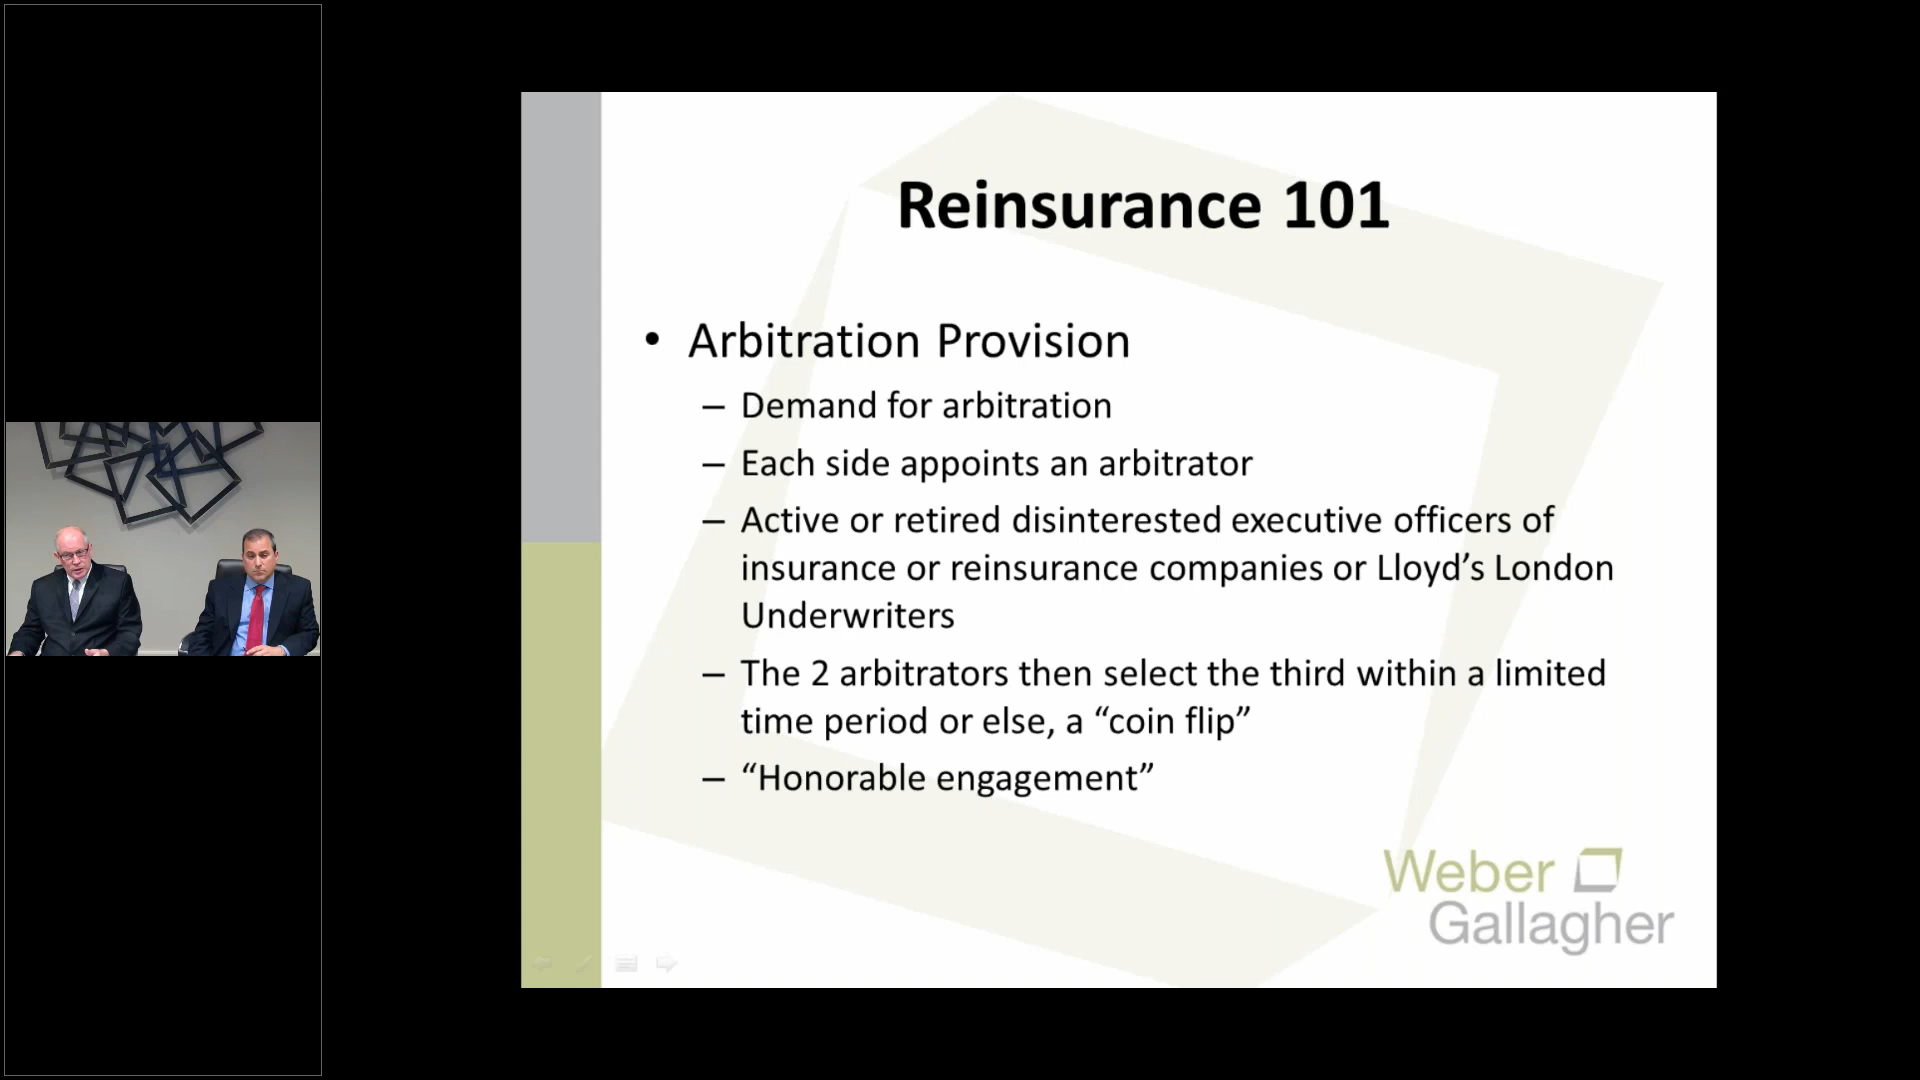 Reinsurance 101
• Arbitration Provision
– Demand for arbitration
– Each side appoints an arbitrator
– Active or retired disinterested executive officers of
insurance or reinsurance companies or Lloyd’s London
Underwriters
– The 2 arbitrators then select the third within a limited
time period or else, a “coin flip”
– “Honorable engagement”
Weber
Gallagher